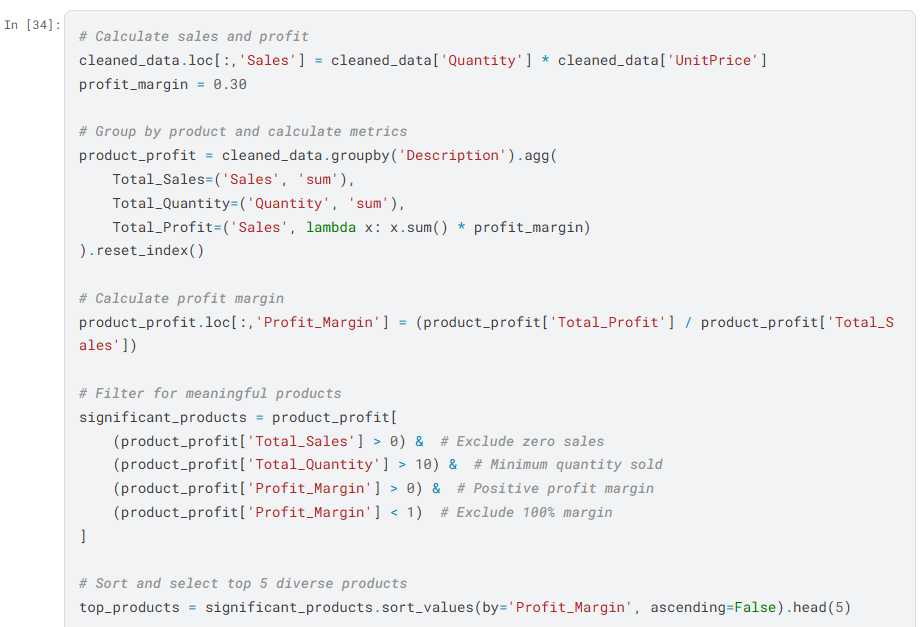 In [34]:
# Calculate sales and profit
cleaned_data.loc[:,'Sales'] = cleaned_data['Quantity'] * cleaned_data['UnitPrice']
profit_margin = 0.30

# Group by product and calculate metrics
product_profit = cleaned_data.groupby('Description').agg(
    Total_Sales=('Sales', 'sum'),
    Total_Quantity=('Quantity', 'sum'),
    Total_Profit=('Sales', lambda x: x.sum() * profit_margin)
).reset_index()

# Calculate profit margin
product_profit.loc[:,'Profit_Margin'] = (product_profit['Total_Profit'] / product_profit['Total_S
ales'])

# Filter for meaningful products
significant_products = product_profit[
    (product_profit['Total_Sales'] > 0) &  # Exclude zero sales
    (product_profit['Total_Quantity'] > 10) &  # Minimum quantity sold
    (product_profit['Profit_Margin'] > 0) &  # Positive profit margin
    (product_profit['Profit_Margin'] < 1)  # Exclude 100% margin
]

# Sort and select top 5 diverse products
top_products = significant_products.sort_values(by='Profit_Margin', ascending=False).head(5)